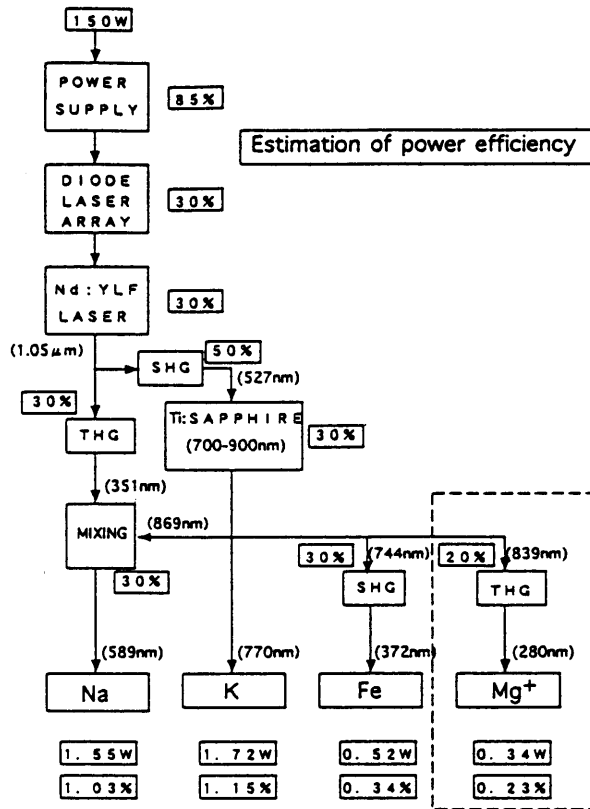 150W
POWER
SUPPLY
85%
Estimation of power efficiency
DIODE
LASER
ARRAY
30%
Nd:YLF
LASER
30%
(1.05μm)
SHG
50%
(527nm)
30%
THG
Ti:SAPPHIRE
(700-900nm)
30%
(351nm)
MIXING
(869nm)
30%
30%
(744nm)
SHG
20%
(839nm)
THG
(589nm)
(770nm)
(372nm)
(280nm)
Na
K
Fe
Mg+
1.55W
1.72W
0.52W
0.34W
1.03%
1.15%
0.34%
0.23%